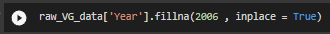 raw_VG_data['Year'].fillna(2006 , inplace = True)